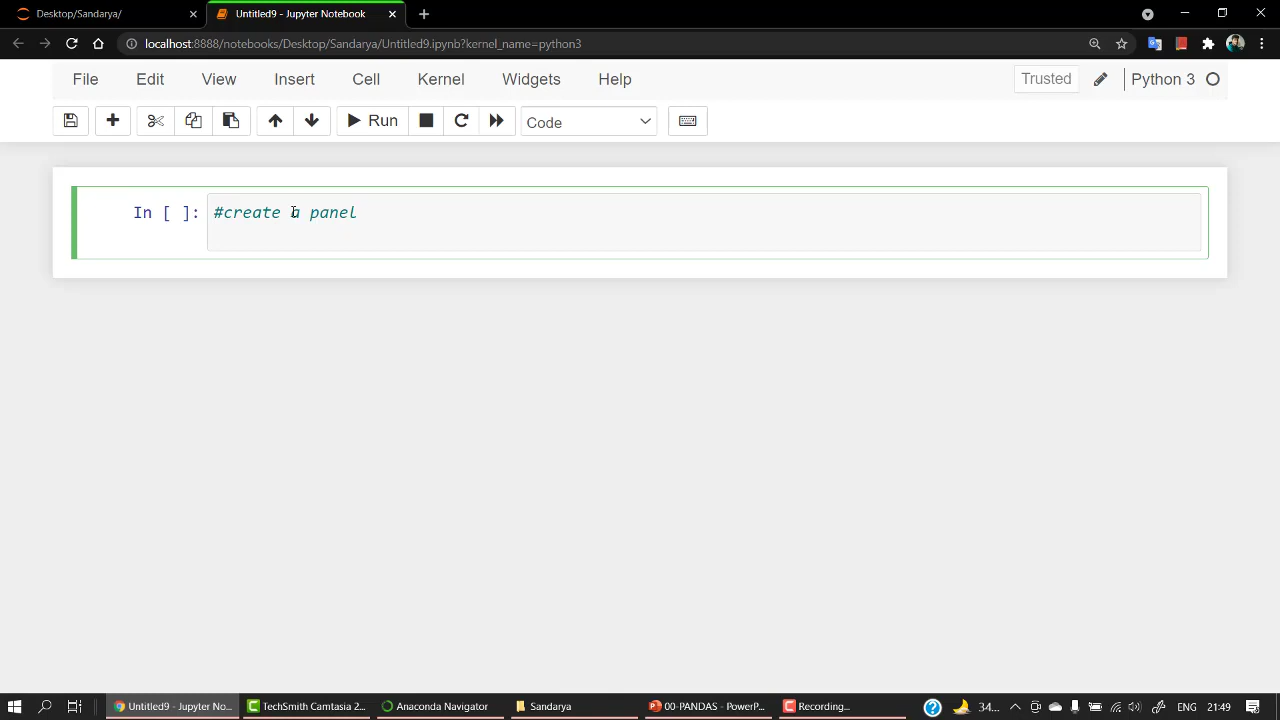 Desktop/Sandarya/
Untitled9 - Jupyter Notebook
localhost:8888/notebooks/Desktop/Sandarya/Untitled9.ipynb?kernel_name=python3
File Edit View Insert Cell Kernel Widgets Help Trusted Python 3
Run Code
In [ ]: #create a panel
Untitled9 - Jupyter No...
TechSmith Camtasia 2...
Anaconda Navigator
Sandarya
00-PANDAS - PowerP...
Recording...
34...
ENG
21:49